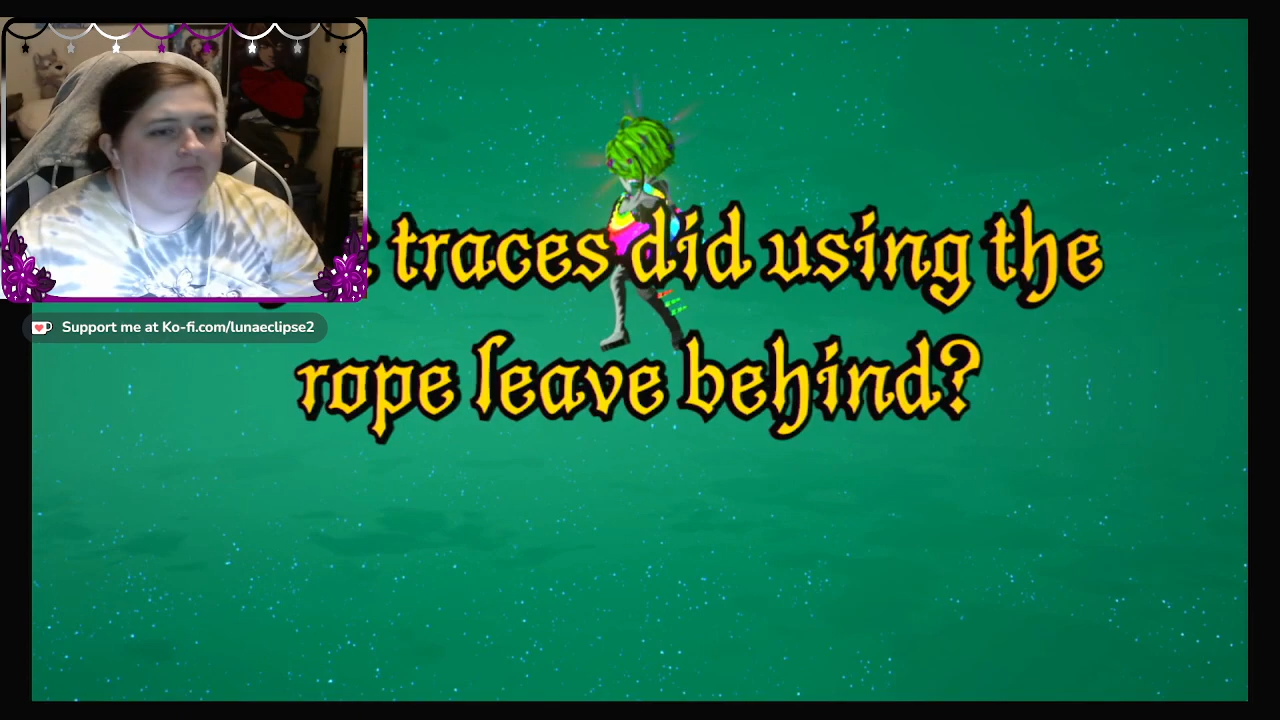 Support me at Ko-fi.com/lunaeclipse2
traces did using the
rope leave behind?